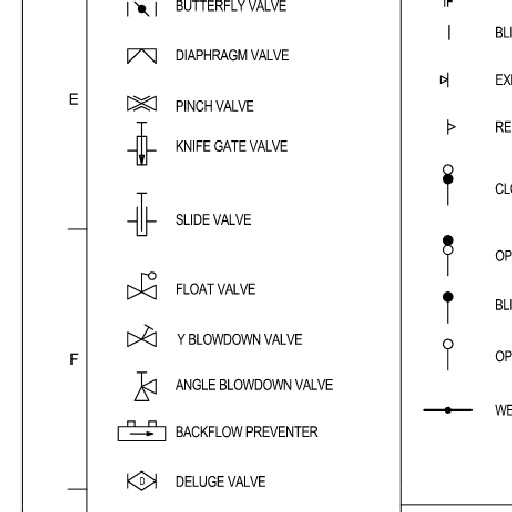 BUTTERFLY VALVE
DIAPHRAGM VALVE
E
PINCH VALVE
KNIFE GATE VALVE
SLIDE VALVE
FLOAT VALVE
Y BLOWDOWN VALVE
F
ANGLE BLOWDOWN VALVE
BACKFLOW PREVENTER
D
DELUGE VALVE
BLI
EXI
RE
CLO
OP
BLI
OP
WE